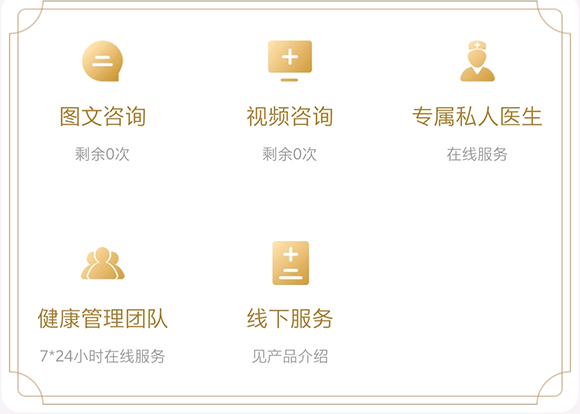 图文咨询
视频咨询
专属私人医生
剩余0次
剩余0次
在线服务
健康管理团队
线下服务
7*24小时在线服务
见产品介绍